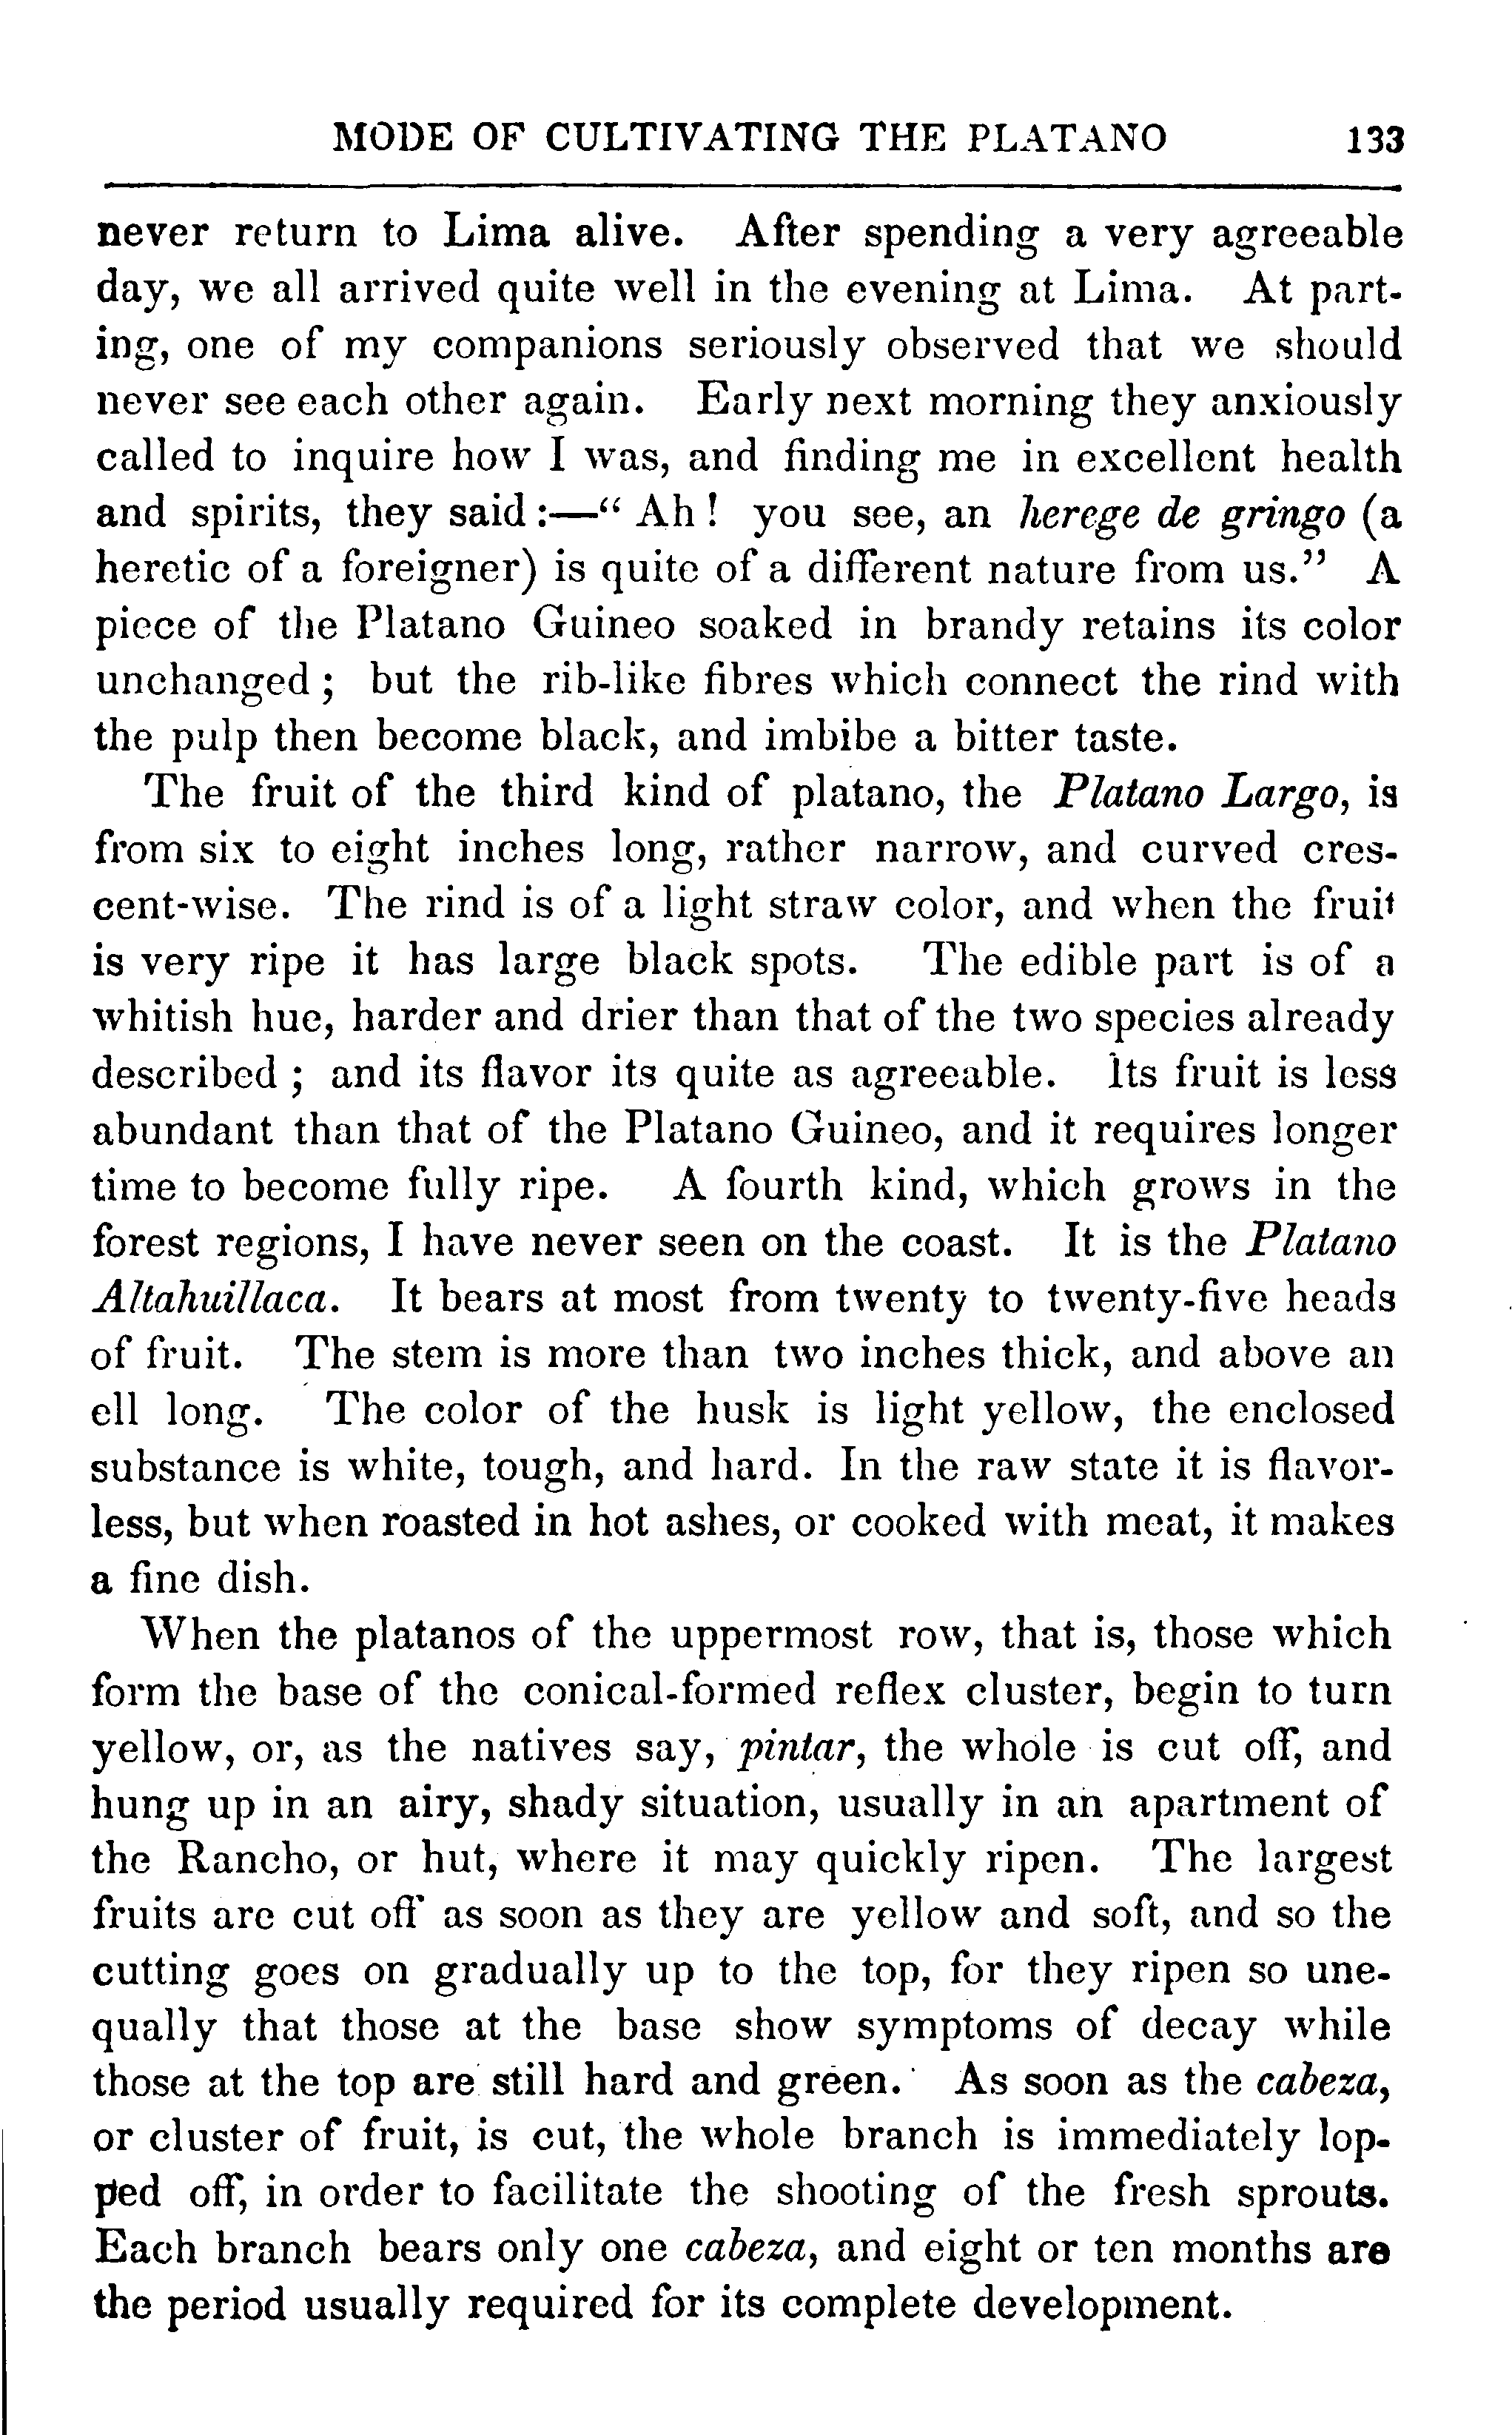 MODE OF CULTIVATING THE PLATANO 133
never return to Lima alive. After spending a very agreeable
day, we all arrived quite well in the evening at Lima. At part-
ing, one of my companions seriously observed that we should
never see each other again. Early next morning they anxiously
called to inquire how I was, and finding me in excellent health
and spirits, they said :—“ Ah ! you see, an herege de gringo (a
heretic of a foreigner) is quite of a different nature from us.” A
piece of the Platano Guineo soaked in brandy retains its color
unchanged ; but the rib-like fibres which connect the rind with
the pulp then become black, and imbibe a bitter taste.
The fruit of the third kind of platano, the Platano Largo, is
from six to eight inches long, rather narrow, and curved cres-
cent-wise. The rind is of a light straw color, and when the fruit
is very ripe it has large black spots. The edible part is of a
whitish hue, harder and drier than that of the two species already
described ; and its flavor its quite as agreeable. Its fruit is less
abundant than that of the Platano Guineo, and it requires longer
time to become fully ripe. A fourth kind, which grows in the
forest regions, I have never seen on the coast. It is the Platano
Altahuillaca. It bears at most from twenty to twenty-five heads
of fruit. The stem is more than two inches thick, and above an
ell long. The color of the husk is light yellow, the enclosed
substance is white, tough, and hard. In the raw state it is flavor-
less, but when roasted in hot ashes, or cooked with meat, it makes
a fine dish.
When the platanos of the uppermost row, that is, those which
form the base of the conical-formed reflex cluster, begin to turn
yellow, or, as the natives say, pintar, the whole is cut off, and
hung up in an airy, shady situation, usually in an apartment of
the Rancho, or hut, where it may quickly ripen. The largest
fruits are cut off as soon as they are yellow and soft, and so the
cutting goes on gradually up to the top, for they ripen so une-
qually that those at the base show symptoms of decay while
those at the top are still hard and green. As soon as the cabeza,
or cluster of fruit, is cut, the whole branch is immediately lop-
ped off, in order to facilitate the shooting of the fresh sprouts.
Each branch bears only one cabeza, and eight or ten months are
the period usually required for its complete development.